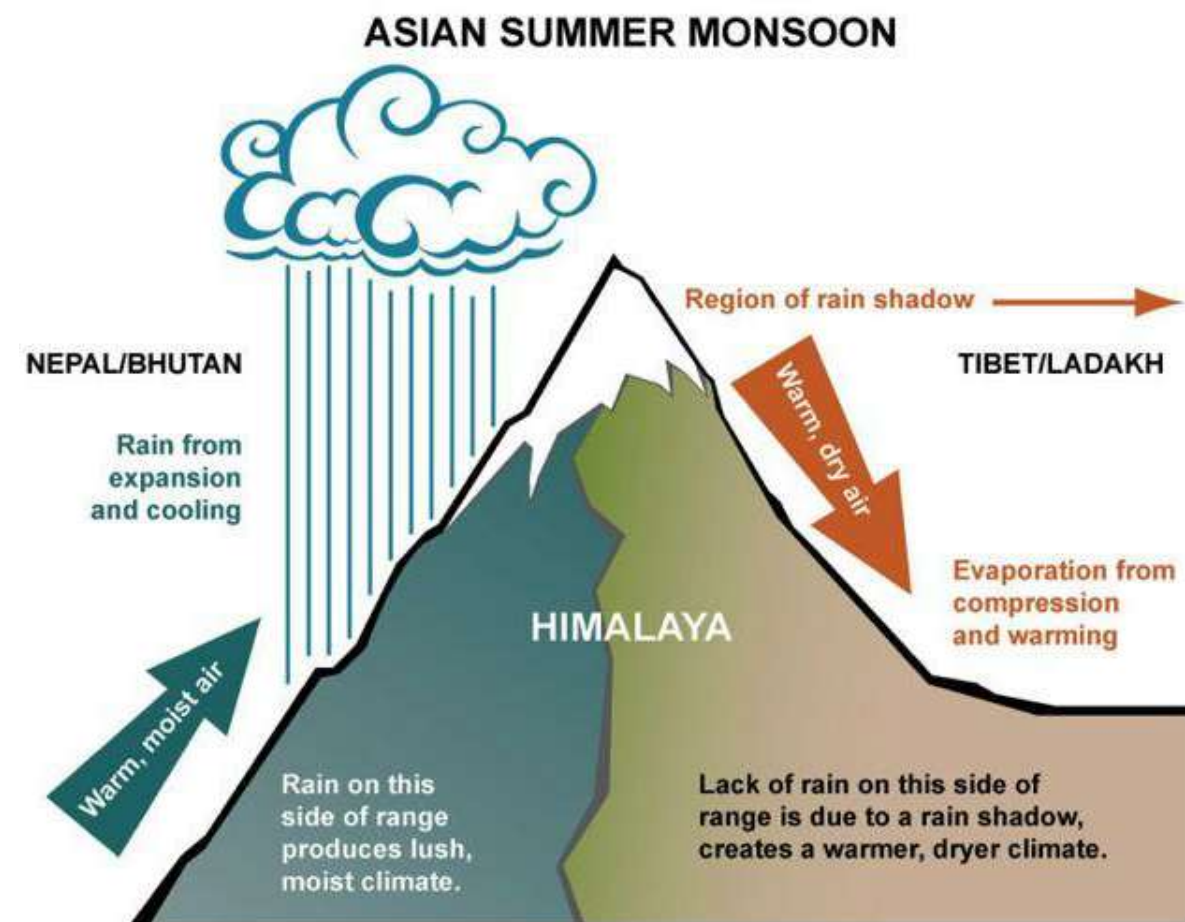 ASIAN SUMMER MONSOON
Region of rain shadow
NEPAL/BHUTAN
TIBET/LADAKH
Rain from
expansion
and cooling
Warm, dry air
Evaporation from
compression
and warming
HIMALAYA
Warm, moist air
Rain on this
side of range
produces lush,
moist climate.
Lack of rain on this side of
range is due to a rain shadow,
creates a warmer, dryer climate.